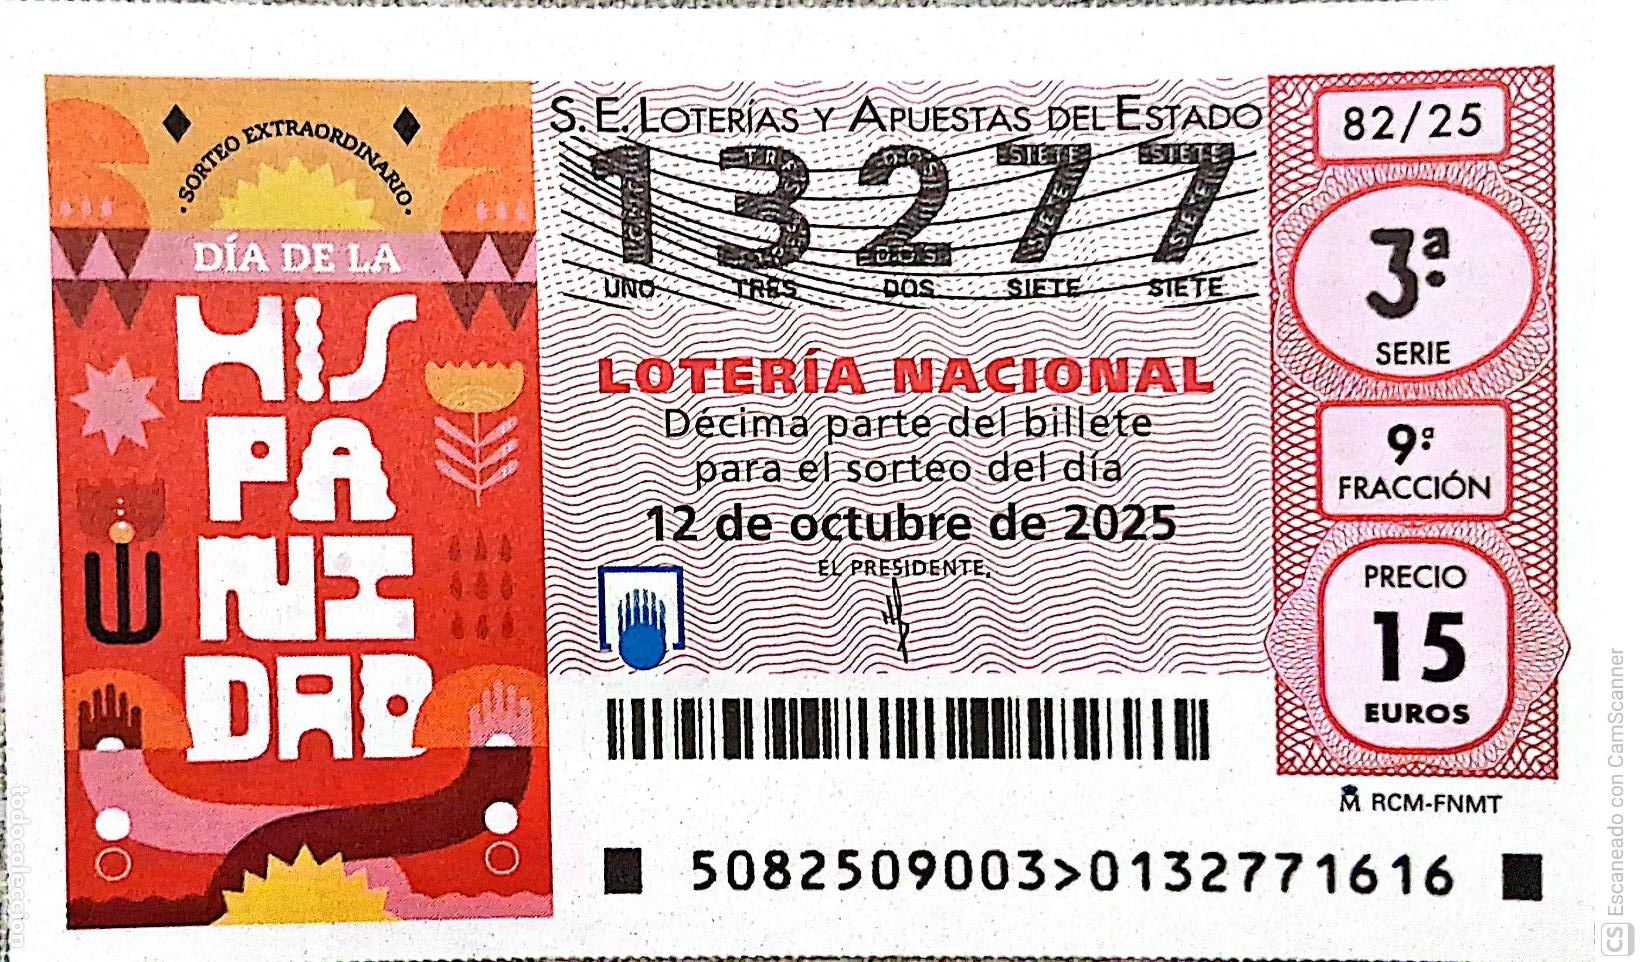 · SORTEO EXTRAORDINARIO ·
DÍA DE LA
HIS
PA
NI
DAD
S.E. LOTERÍAS Y APUESTAS DEL ESTADO
13277
UNO TRES DOS SIETE SIETE
LOTERÍA NACIONAL
Décima parte del billete
para el sorteo del día
12 de octubre de 2025
EL PRESIDENTE,
82/25
3ª
SERIE
9ª
FRACCIÓN
PRECIO
15
EUROS
RCM-FNMT
5082509003>0132771616
todocoleccion
CS Escaneado con CamScanner